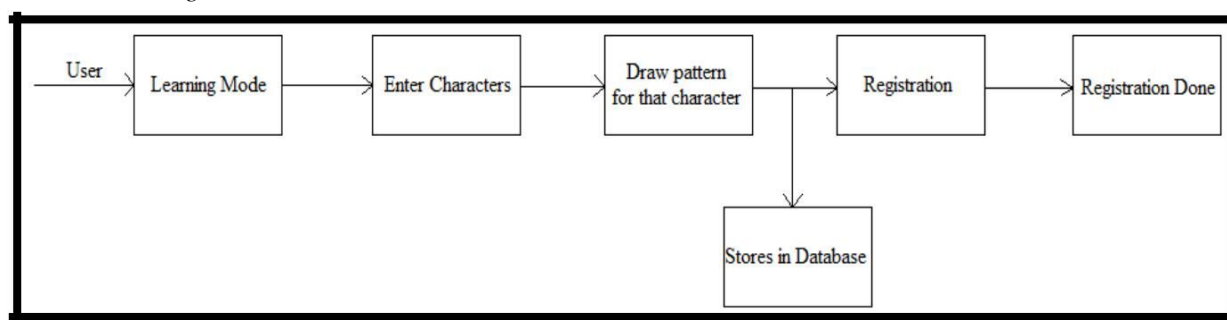 User
Learning Mode
Enter Characters
Draw pattern
for that character
Registration
Registration Done
Stores in Database